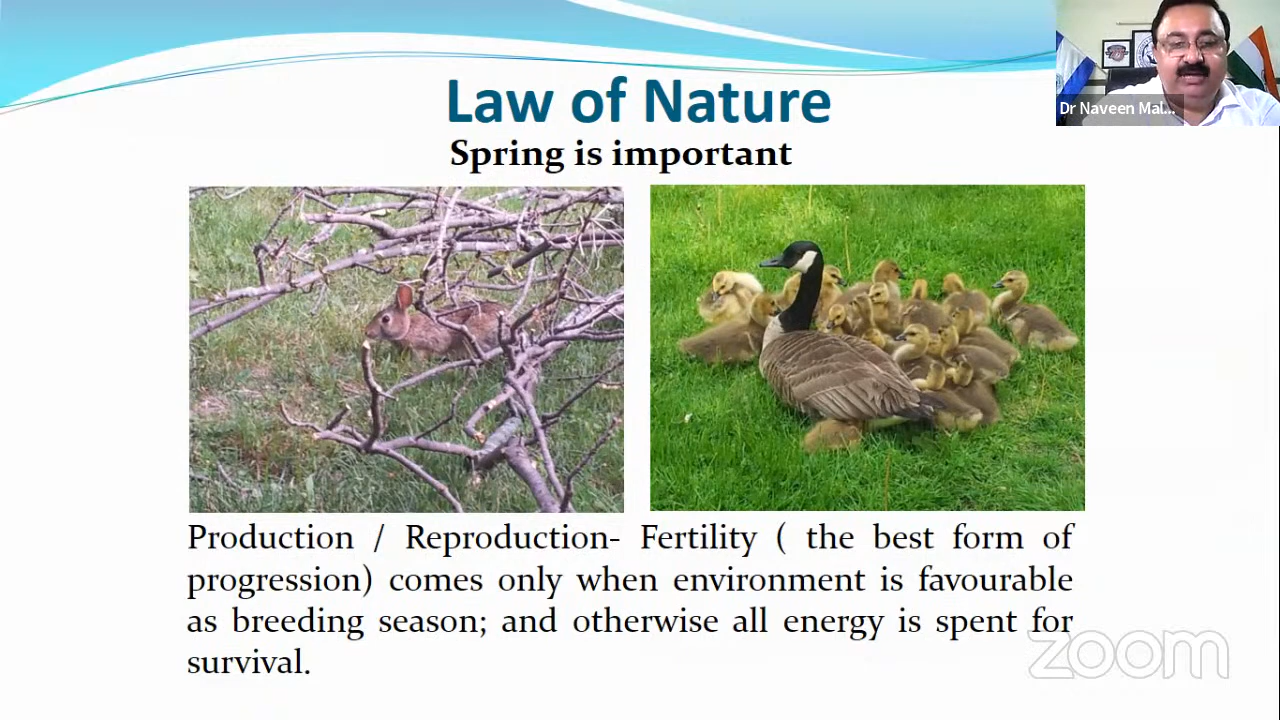 Law of Nature
Dr Naveen Mal...
Spring is important
Production / Reproduction- Fertility ( the best form of
progression) comes only when environment is favourable
as breeding season; and otherwise all energy is spent for
survival.
zoom